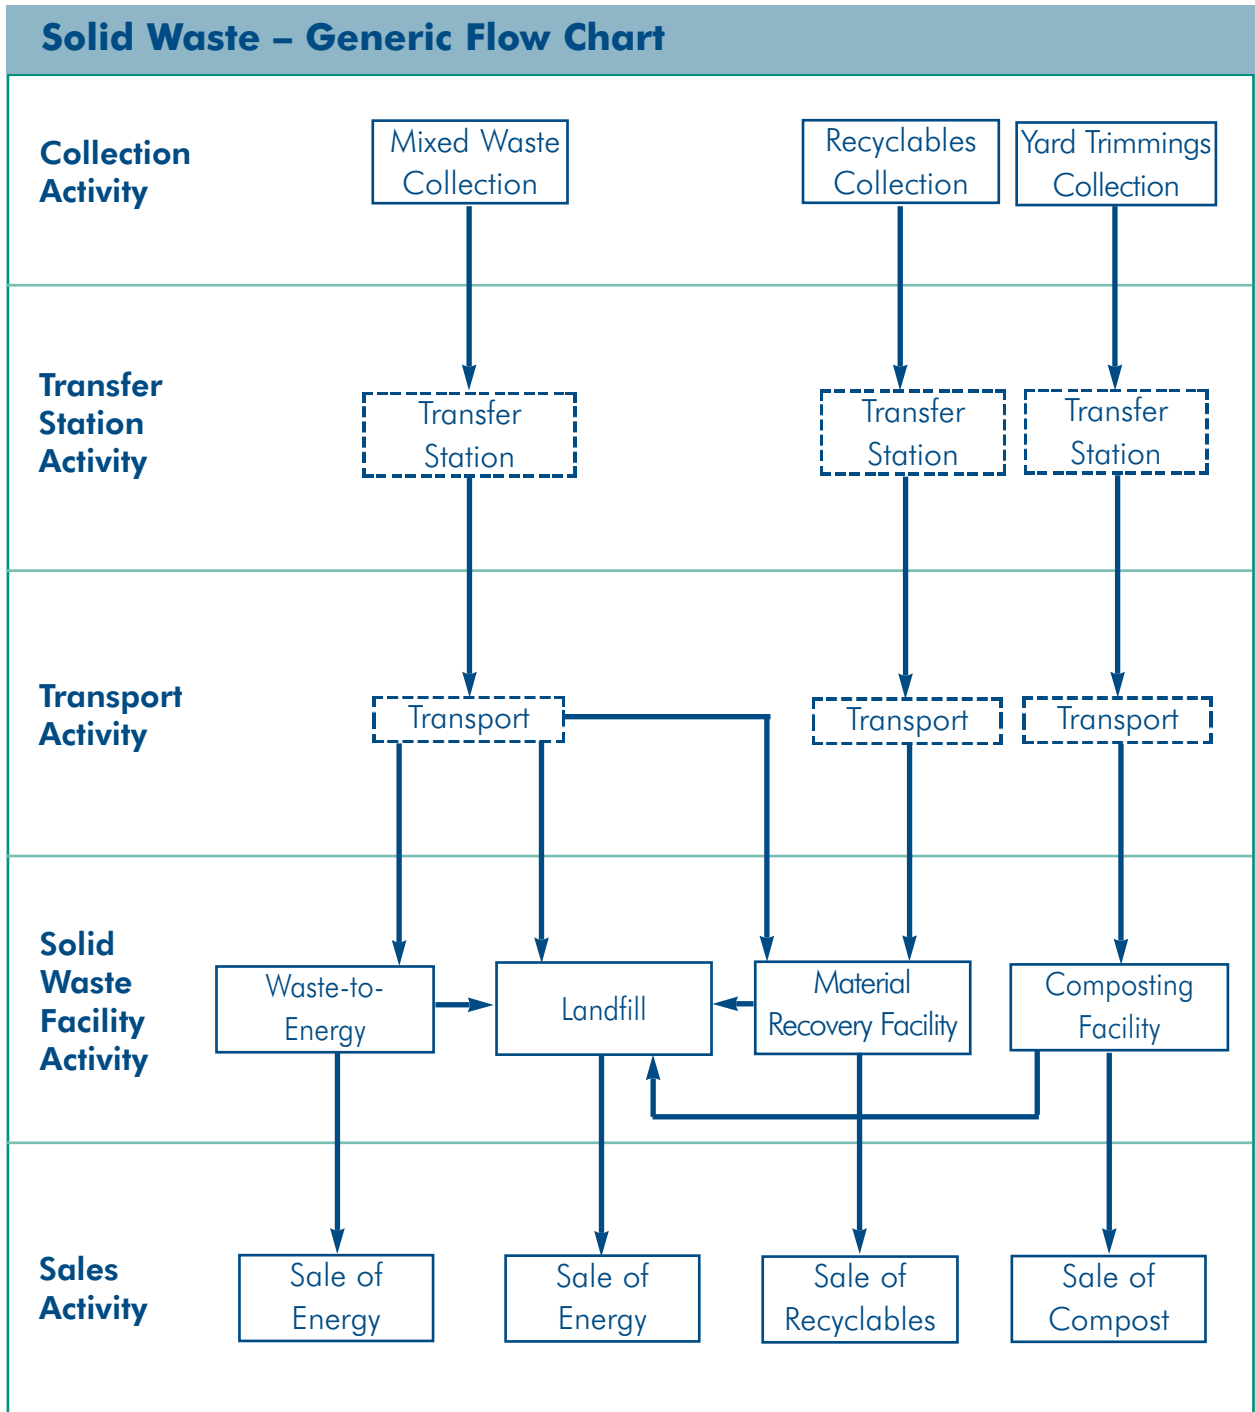 Solid Waste – Generic Flow Chart
Collection
Activity
Mixed Waste
Collection
Recyclables
Collection
Yard Trimmings
Collection
Transfer
Station
Activity
Transfer
Station
Transfer
Station
Transfer
Station
Transport
Activity
Transport
Transport
Transport
Solid
Waste
Facility
Activity
Waste-to-
Energy
Landfill
Material
Recovery Facility
Composting
Facility
Sales
Activity
Sale of
Energy
Sale of
Energy
Sale of
Recyclables
Sale of
Compost